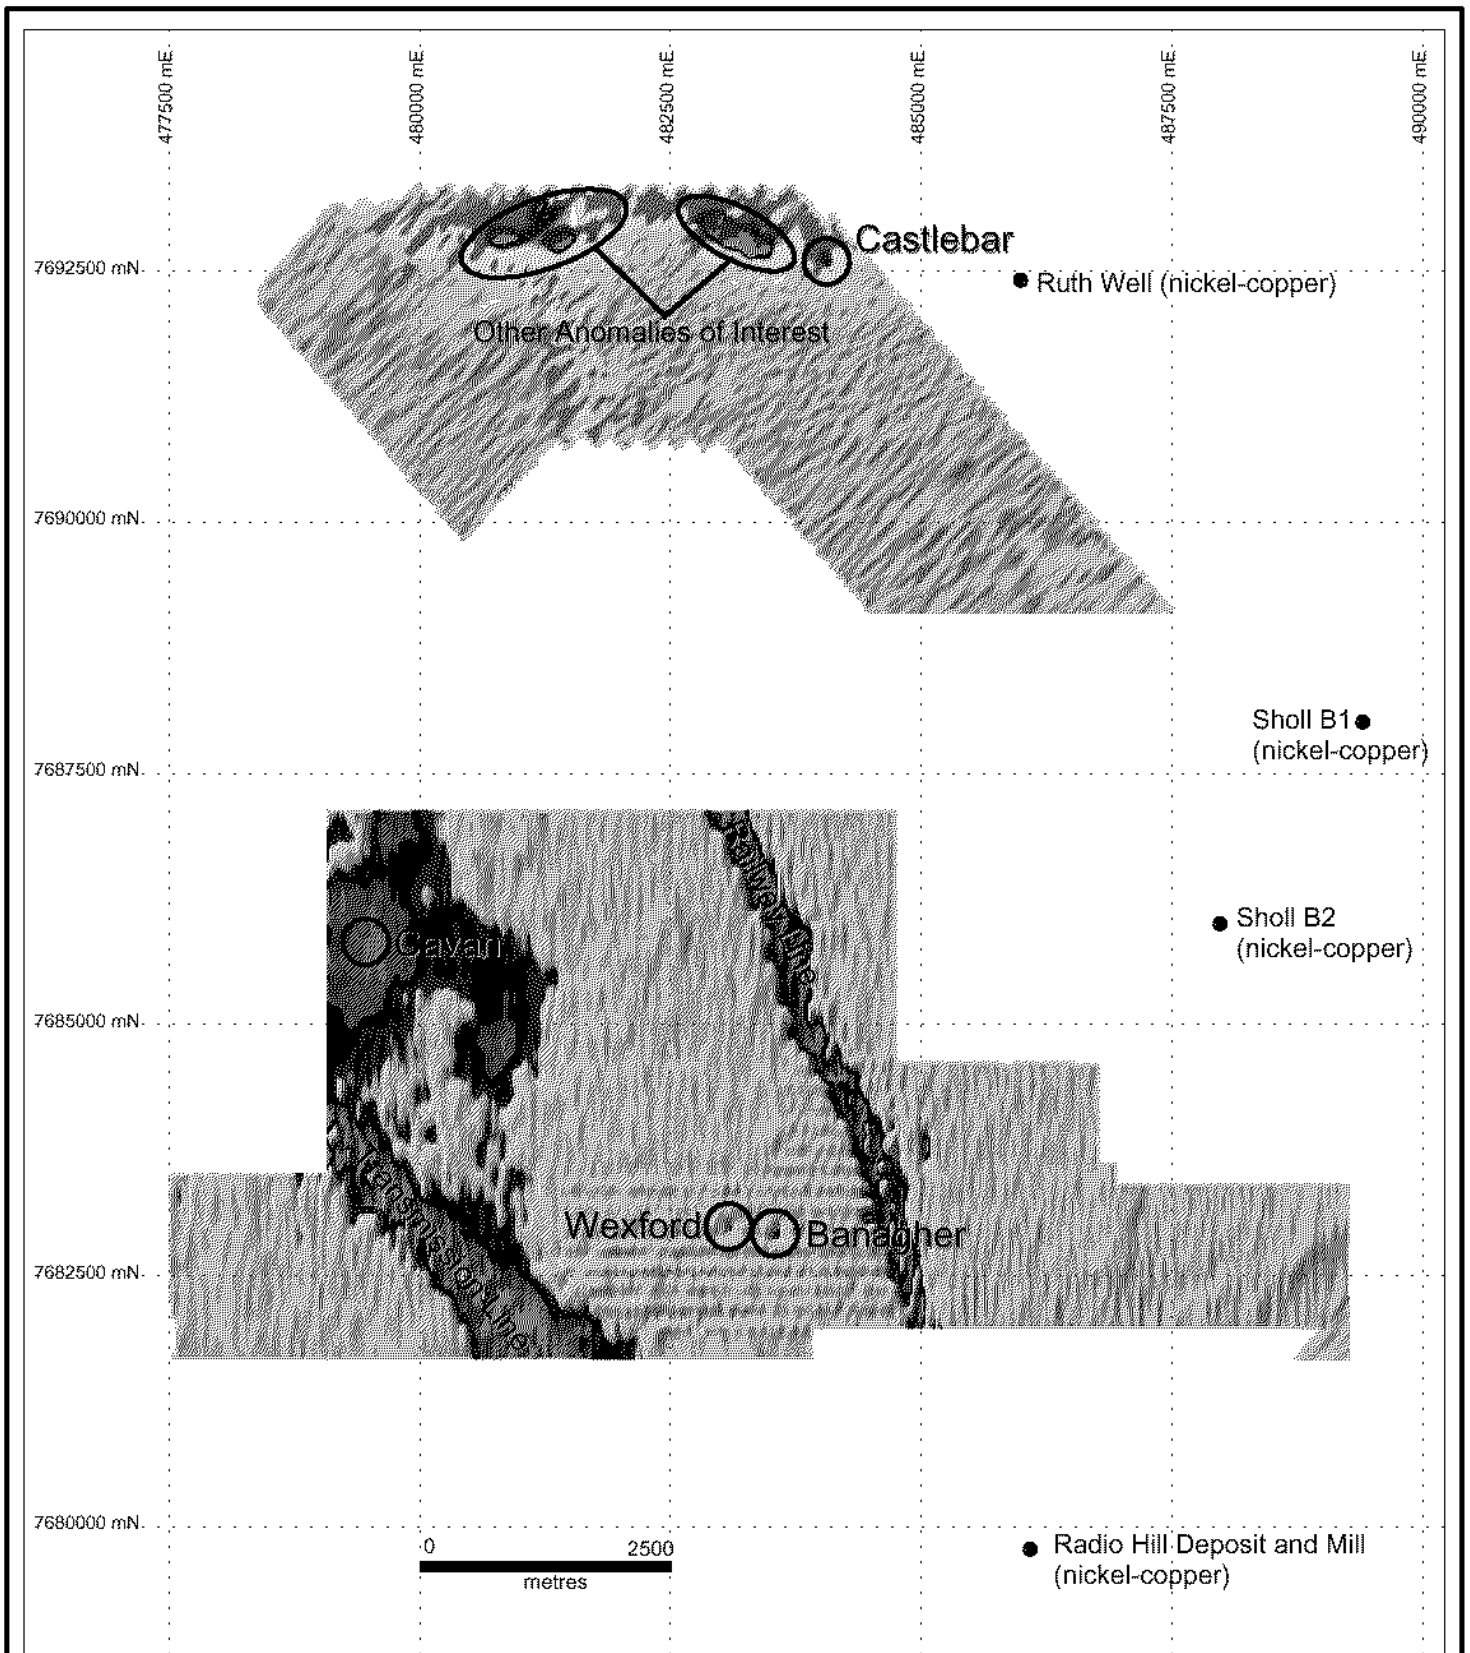 477500 mE
480000 mE
482500 mE
485000 mE
487500 mE
490000 mE
Castlebar
7692500 mN
Ruth Well (nickel-copper)
Other Anomalies of Interest
7690000 mN
Sholl B1
(nickel-copper)
7687500 mN
Railway Line
Sholl B2
(nickel-copper)
Cavan
7685000 mN
Transmission Line
Wexford
Banagher
7682500 mN
7680000 mN
0 2500
metres
Radio Hill Deposit and Mill
(nickel-copper)